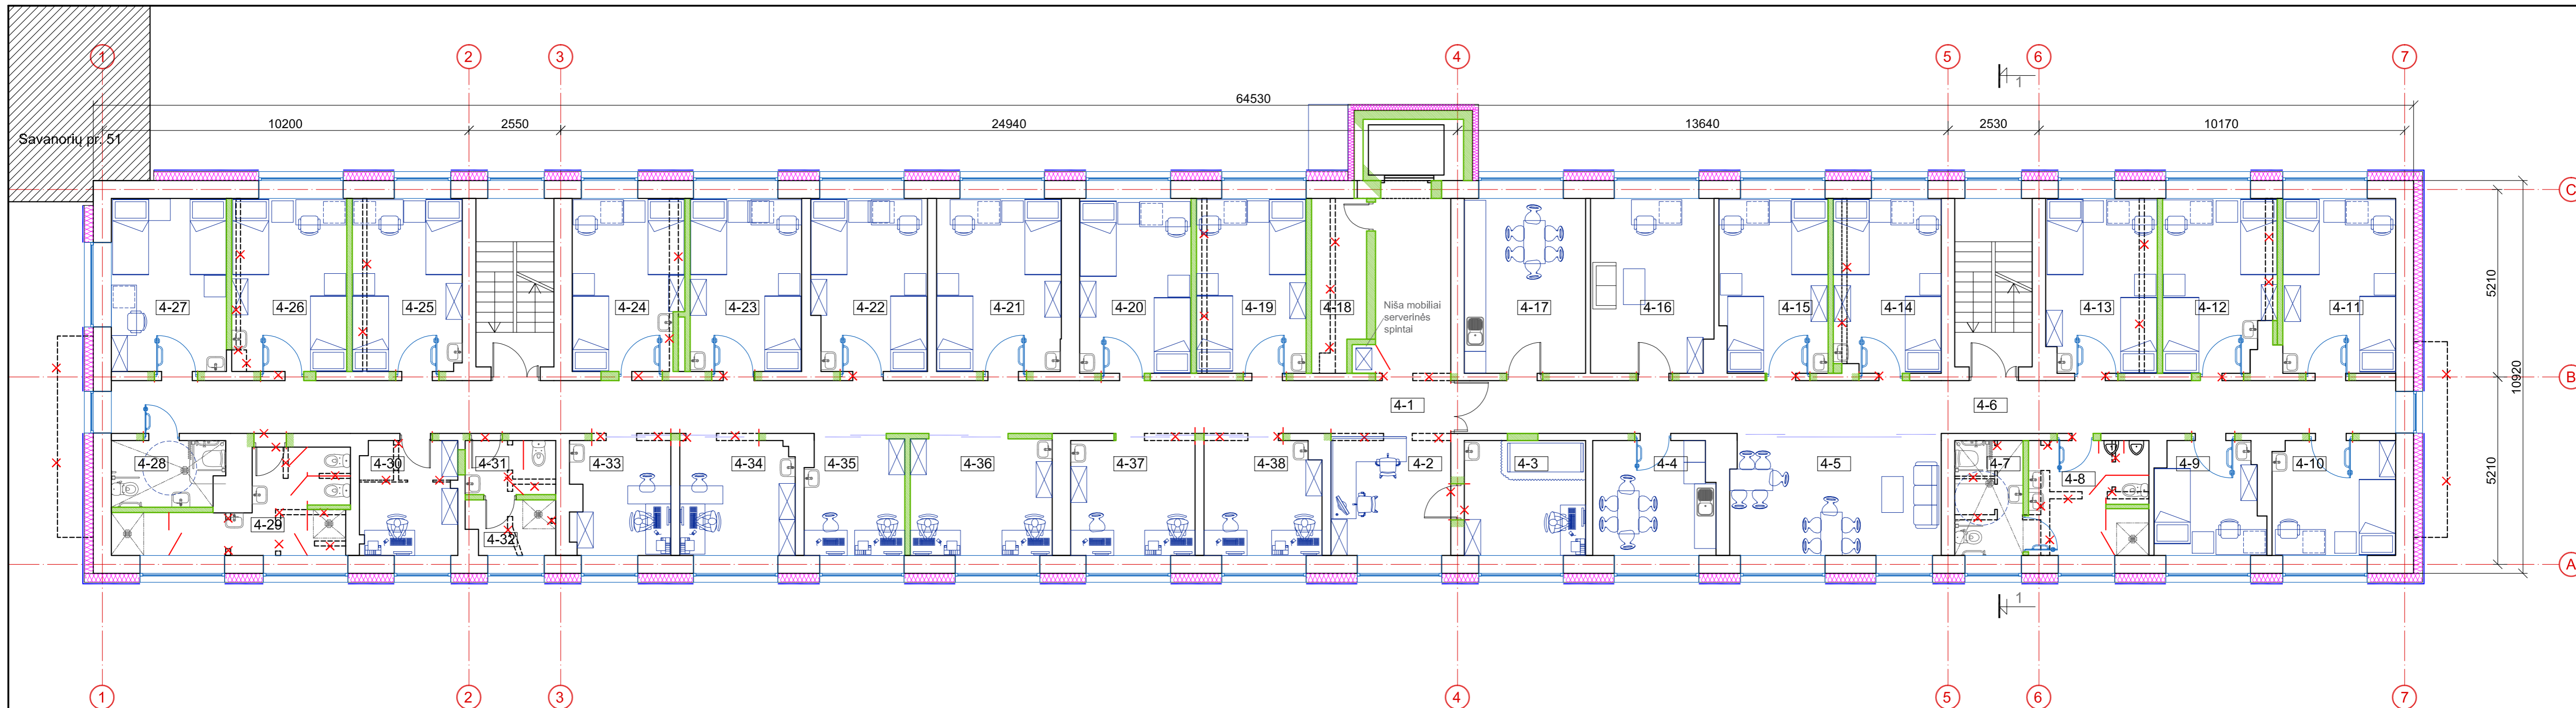 1 2 3 4 5 6 7
1
64530
10200 2550 24940 13640 2530 10170
Savanorių pr. 51
C
5210
4-27 4-26 4-25 4-24 4-23 4-22 4-21 4-20 4-19 4-18 4-17 4-16 4-15 4-14 4-13 4-12 4-11
Niša mobiliai
serverinės
spintai
B
10920
4-1 4-6
4-28 4-30 4-31 4-33 4-34 4-35 4-36 4-37 4-38 4-2 4-3 4-4 4-5 4-7 4-8 4-9 4-10
5210
4-29 4-32
A
1
1 2 3 4 5 6 7